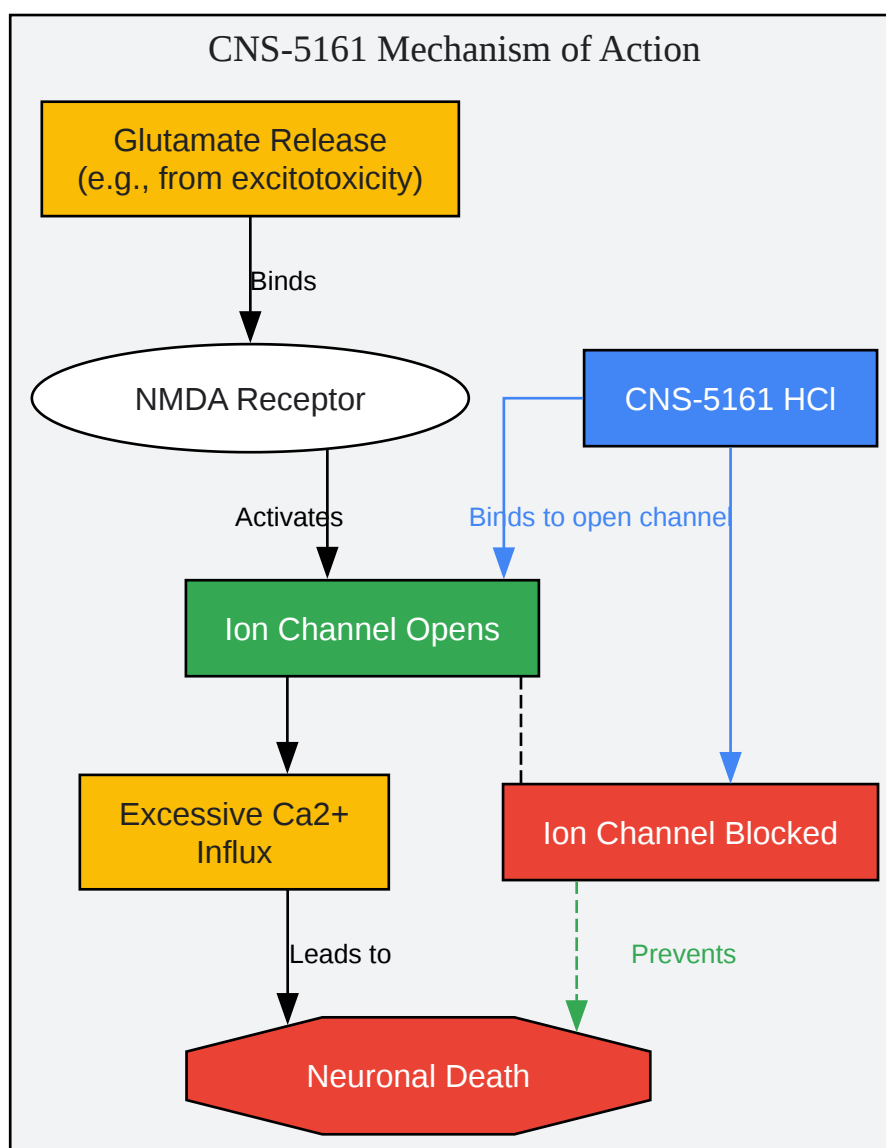 CNS-5161 Mechanism of Action
Glutamate Release
(e.g., from excitotoxicity)
Binds
NMDA Receptor
CNS-5161 HCl
Activates
Binds to open channel
Ion Channel Opens
Excessive Ca2+
Influx
Ion Channel Blocked
Leads to
Prevents
Neuronal Death